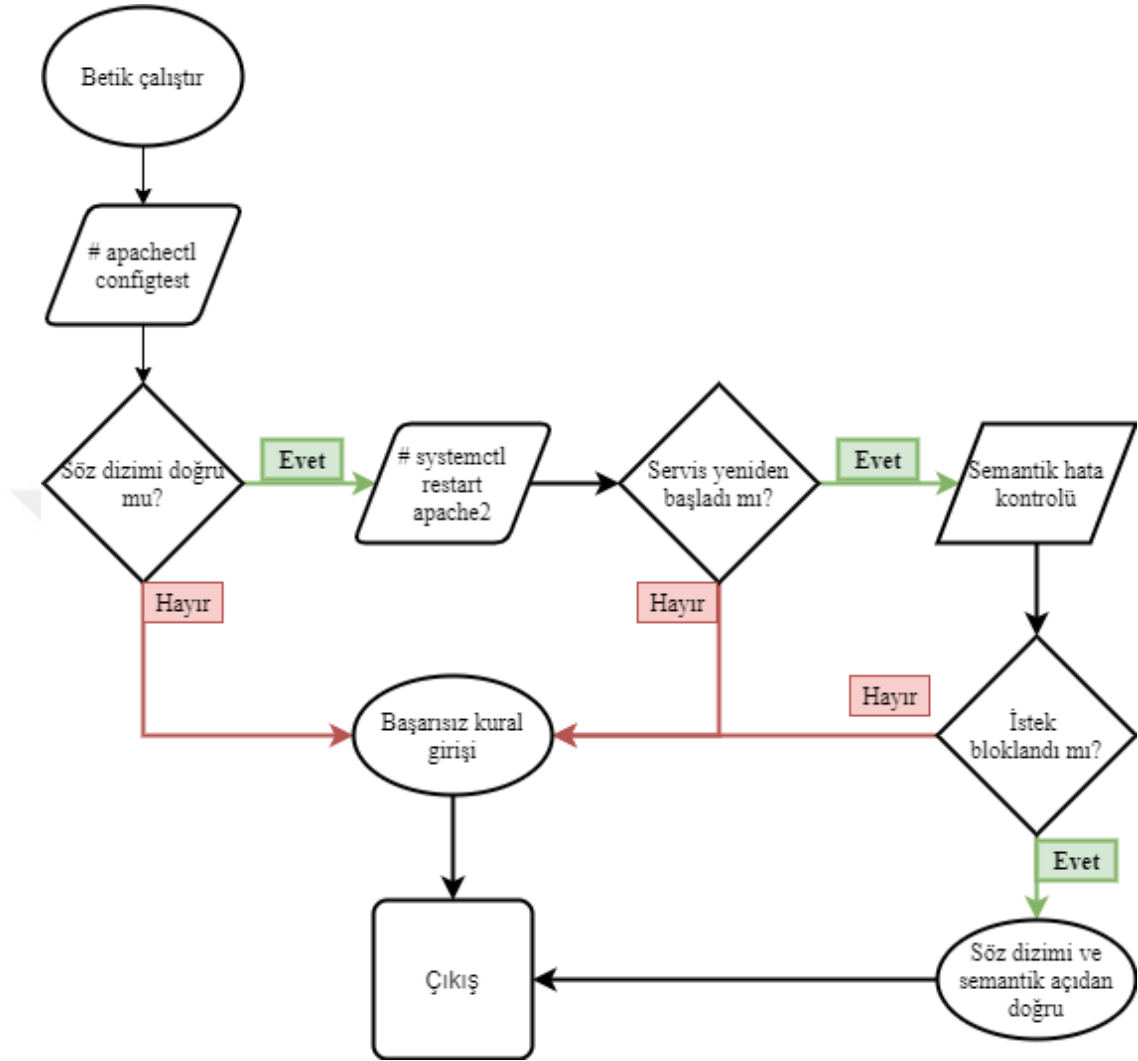 Betik çalıştır
# apachectl
configtest
Söz dizimi doğru
mu?
Evet
# systemctl
restart
apache2
Servis yeniden
başladı mı?
Evet
Semantik hata
kontrolü
Hayır
Hayır
Hayır
Başarısız kural
girişi
İstek
bloklandı mı?
Evet
Çıkış
Söz dizimi ve
semantik açıdan
doğru